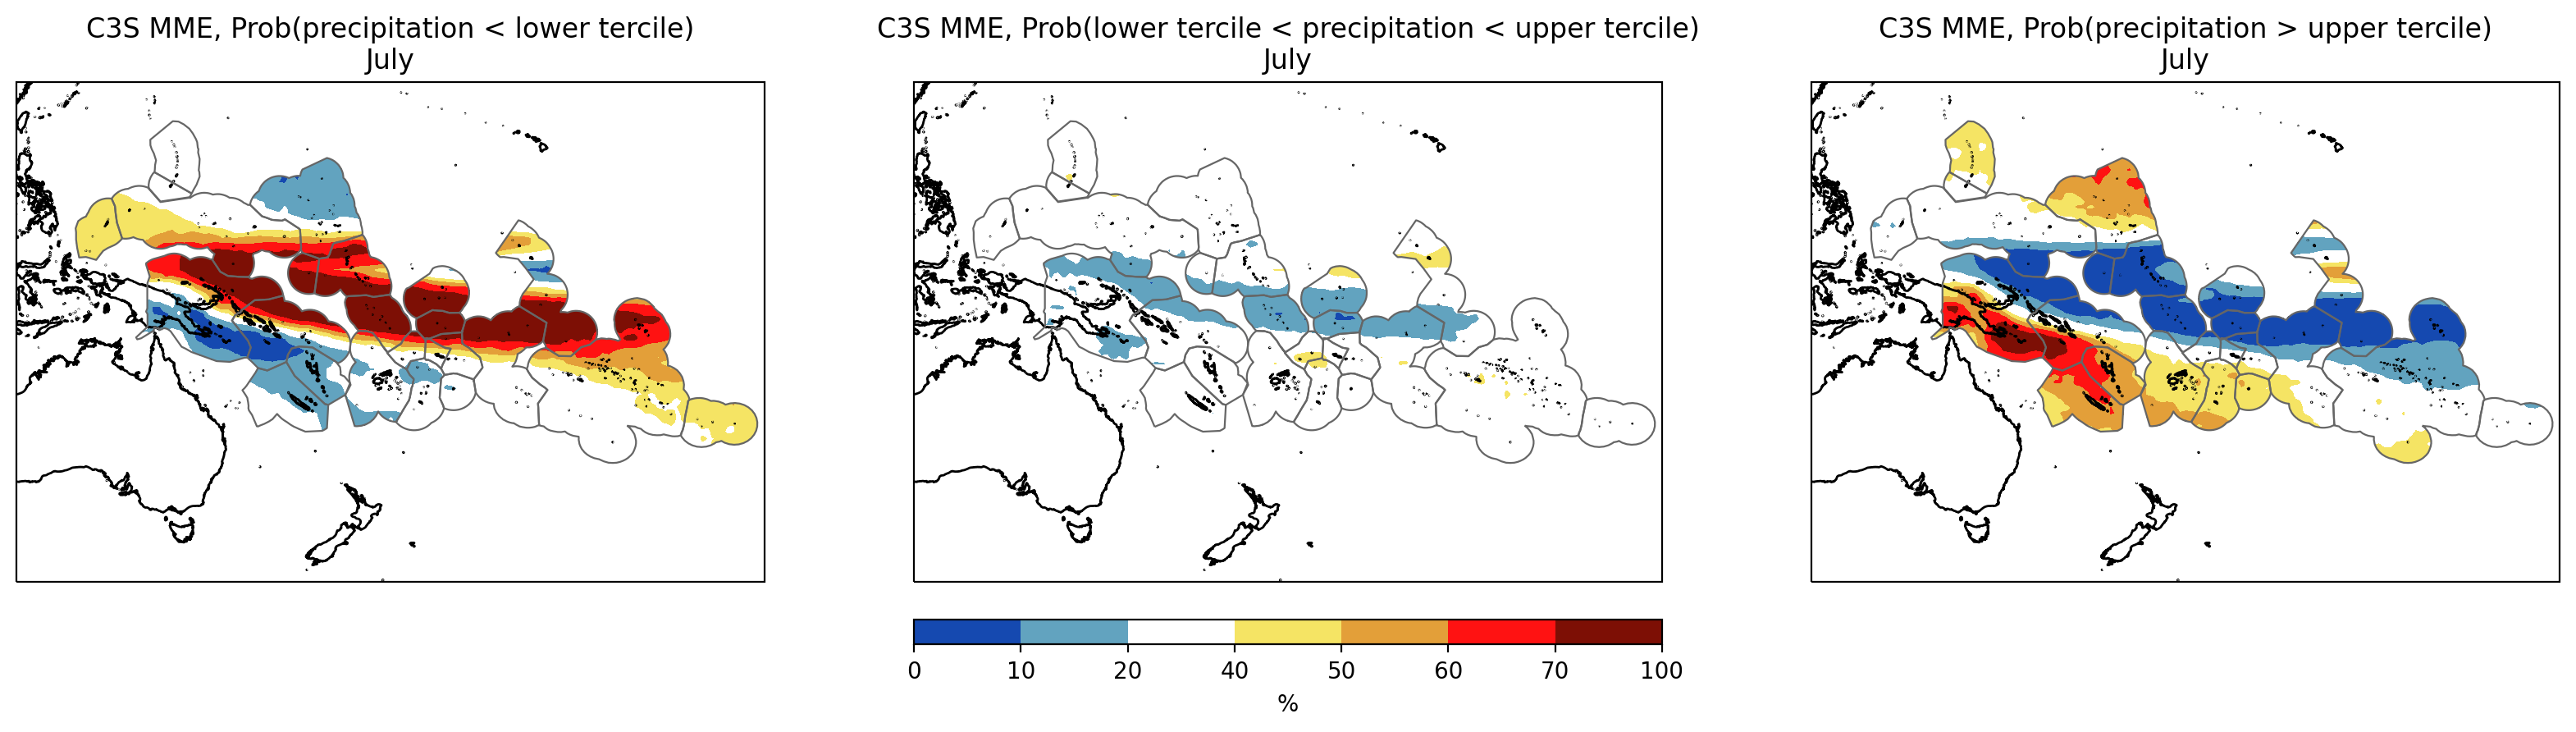 C3S MME, Prob(precipitation < lower tercile)
July
C3S MME, Prob(lower tercile < precipitation < upper tercile)
July
C3S MME, Prob(precipitation > upper tercile)
July
0 10 20 40 50 60 70 100
%